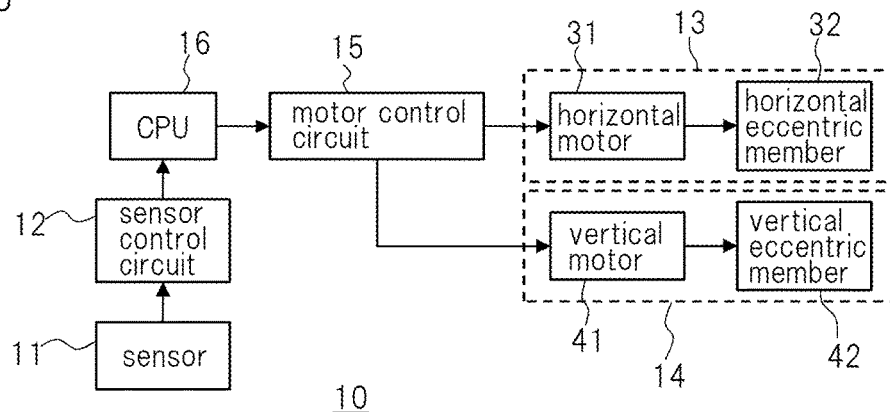 16
15
31
13
32
CPU
motor control
circuit
horizontal
motor
horizontal
eccentric
member
12
sensor
control
circuit
vertical
motor
vertical
eccentric
member
11
sensor
41
14
42
10